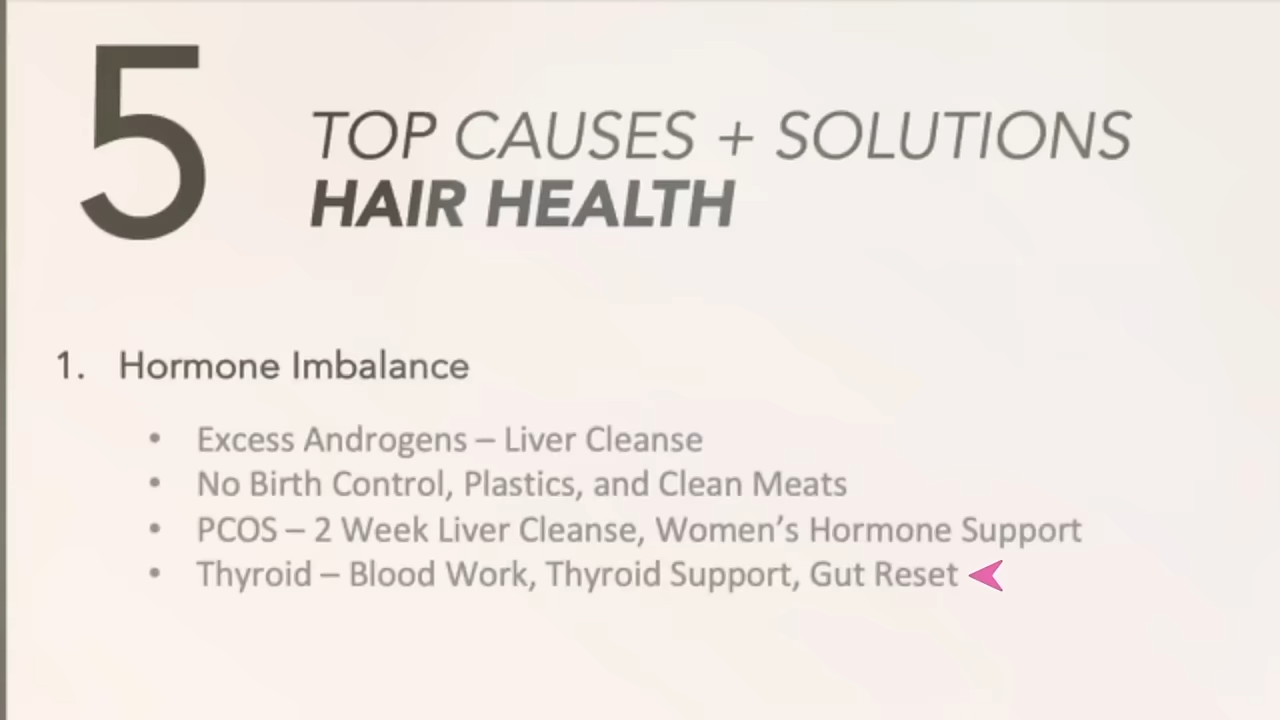 5
TOP CAUSES + SOLUTIONS
HAIR HEALTH
1. Hormone Imbalance
• Excess Androgens – Liver Cleanse
• No Birth Control, Plastics, and Clean Meats
• PCOS – 2 Week Liver Cleanse, Women’s Hormone Support
• Thyroid – Blood Work, Thyroid Support, Gut Reset